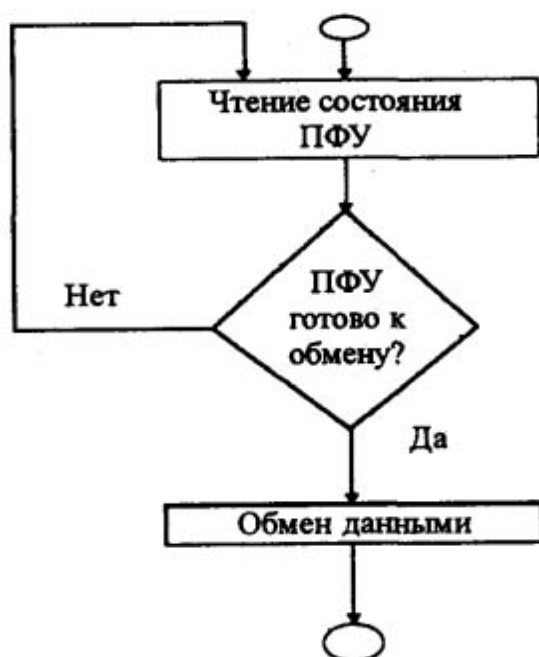 Чтение состояния
ПФУ
ПФУ
готово к
обмену?
Нет
Да
Обмен данными